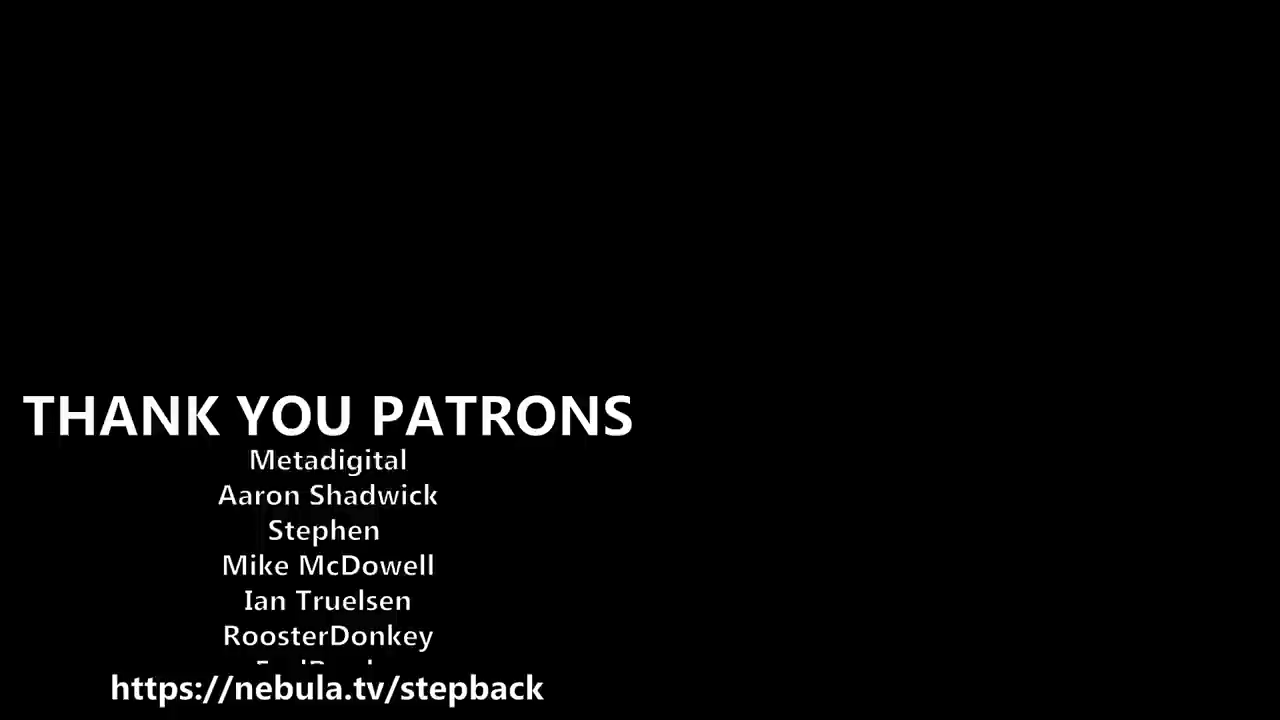 THANK YOU PATRONS
Metadigital
Aaron Shadwick
Stephen
Mike McDowell
Ian Truelsen
RoosterDonkey
https://nebula.tv/stepback